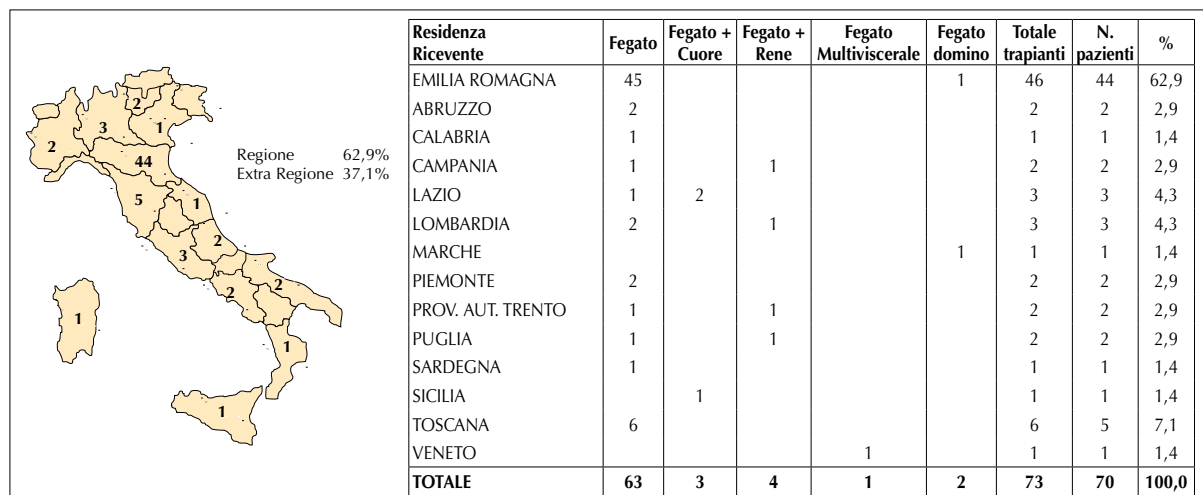 2
3
1
2
44
Regione 62,9%
Extra Regione 37,1%
5
1
2
3
2
2
1
1
1
Residenza Ricevente | Fegato | Fegato + Cuore | Fegato + Rene | Fegato Multiviscerale | Fegato domino | Totale trapianti | N. pazienti | %
EMILIA ROMAGNA 45 1 46 44 62,9
ABRUZZO 2 2 2 2,9
CALABRIA 1 1 1 1,4
CAMPANIA 1 1 2 2 2,9
LAZIO 1 2 3 3 4,3
LOMBARDIA 2 1 3 3 4,3
MARCHE 1 1 1 1,4
PIEMONTE 2 2 2 2,9
PROV. AUT. TRENTO 1 1 2 2 2,9
PUGLIA 1 1 2 2 2,9
SARDEGNA 1 1 1 1,4
SICILIA 1 1 1 1,4
TOSCANA 6 6 5 7,1
VENETO 1 1 1 1,4
TOTALE 63 3 4 1 2 73 70 100,0